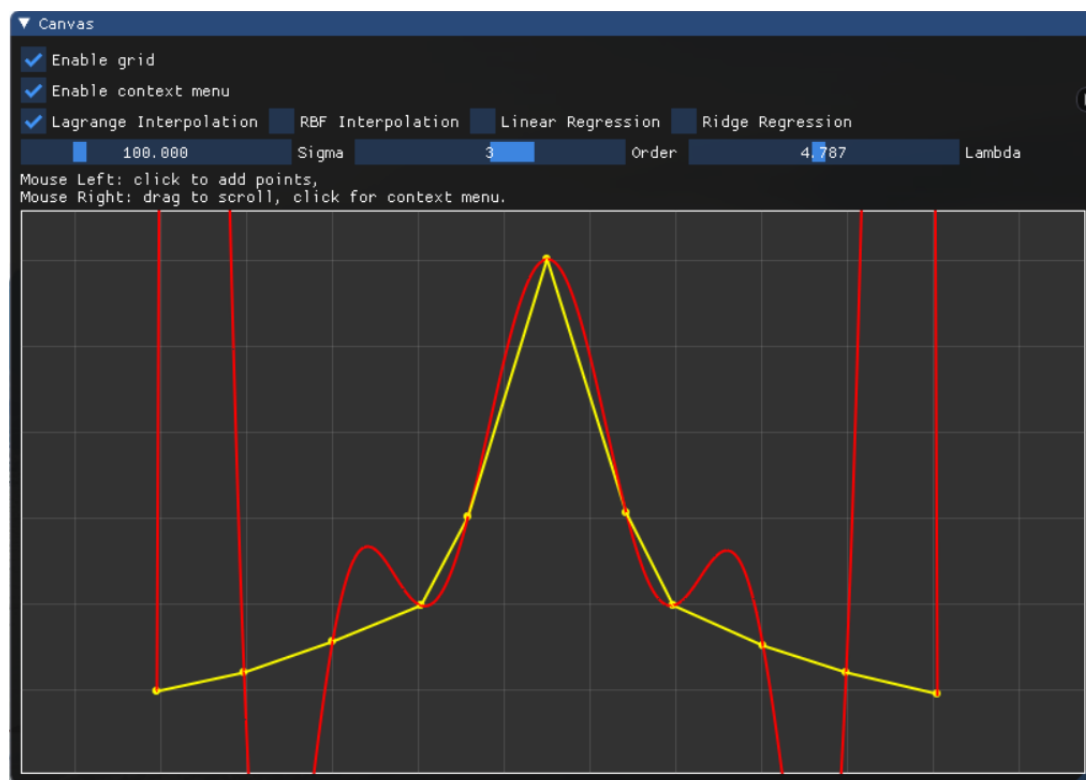 Canvas
Enable grid
Enable context menu
Lagrange Interpolation RBF Interpolation Linear Regression Ridge Regression
100.000 Sigma 3 Order 4.787 Lambda
Mouse Left: click to add points,
Mouse Right: drag to scroll, click for context menu.